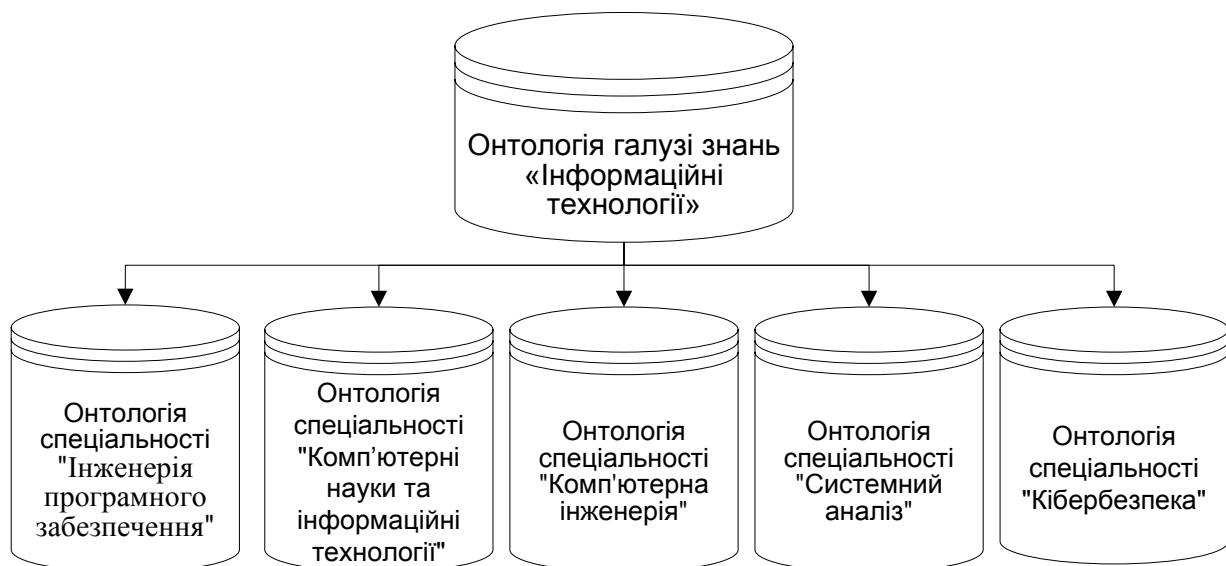 Онтологія галузі знань
«Інформаційні
технології»
Онтологія
спеціальності
"Інженерія
програмного
забезпечення"
Онтологія
спеціальності
"Комп’ютерні
науки та
інформаційні
технології"
Онтологія
спеціальності
"Комп'ютерна
інженерія"
Онтологія
спеціальності
"Системний
аналіз"
Онтологія
спеціальності
"Кібербезпека"